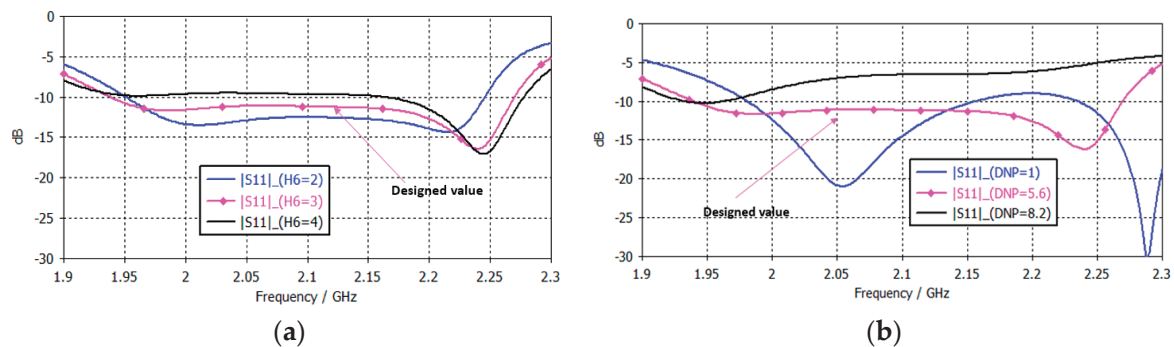 0
-5
-10
-15
-20
-25
-30
dB
|S11|_(H6=2)
|S11|_(H6=3)
|S11|_(H6=4)
Designed value
1.9 1.95 2 2.05 2.1 2.15 2.2 2.25 2.3
Frequency / GHz
(a)
0
-5
-10
-15
-20
-25
-30
dB
|S11|_(DNP=1)
|S11|_(DNP=5.6)
|S11|_(DNP=8.2)
Designed value
1.9 1.95 2 2.05 2.1 2.15 2.2 2.25 2.3
Frequency / GHz
(b)